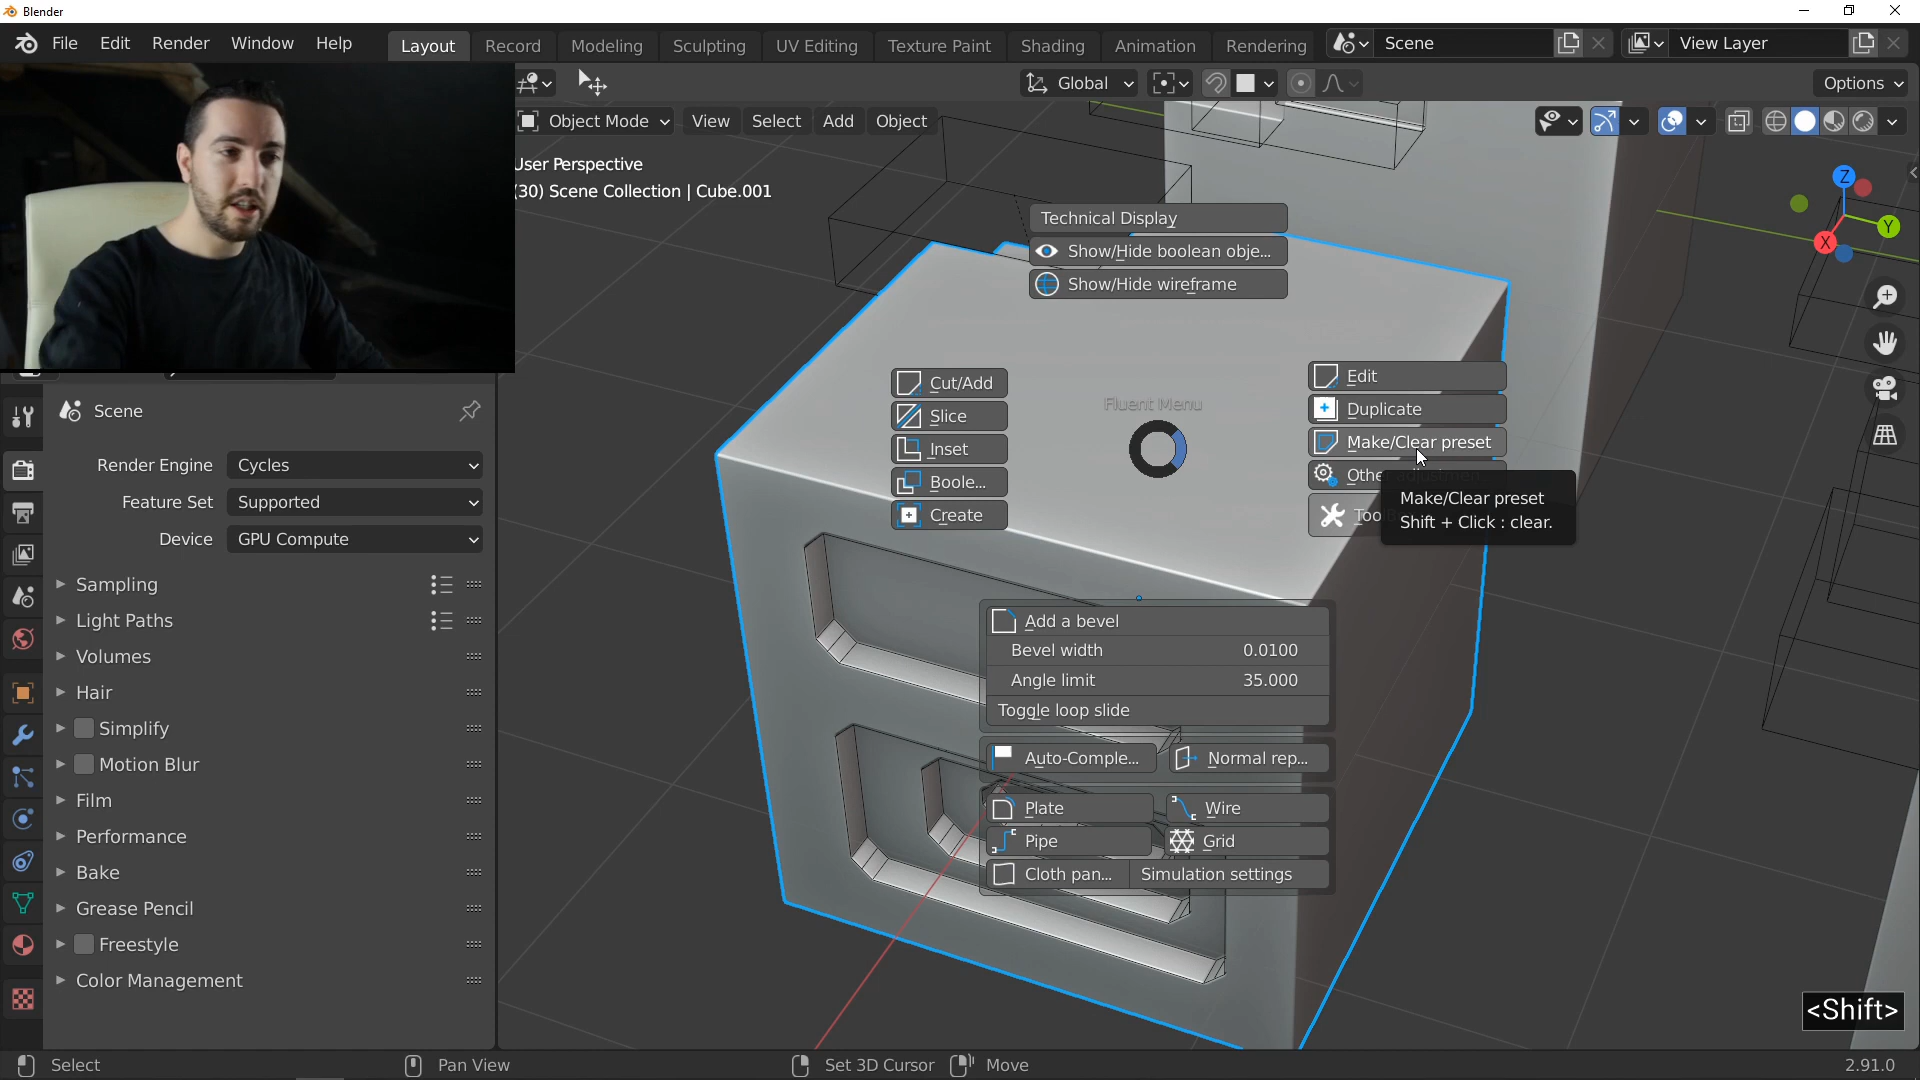 Blender
File Edit Render Window Help
Layout Record Modeling Sculpting UV Editing Texture Paint Shading Animation Rendering
Scene
View Layer
Global
Options
Object Mode View Select Add Object
User Perspective
(30) Scene Collection | Cube.001
Z
Y
X
Technical Display
Show/Hide boolean obje...
Show/Hide wireframe
Cut/Add
Slice
Inset
Boole...
Create
Fluent Menu
Edit
Duplicate
Make/Clear preset
Make/Clear preset
Shift + Click : clear.
Add a bevel
Bevel width 0.0100
Angle limit 35.000
Toggle loop slide
Auto-Comple... Normal rep...
Plate Wire
Pipe Grid
Cloth pan... Simulation settings
Scene
Render Engine Cycles
Feature Set Supported
Device GPU Compute
Sampling
Light Paths
Volumes
Hair
Simplify
Motion Blur
Film
Performance
Bake
Grease Pencil
Freestyle
Color Management
<Shift>
Select Pan View Set 3D Cursor Move 2.91.0